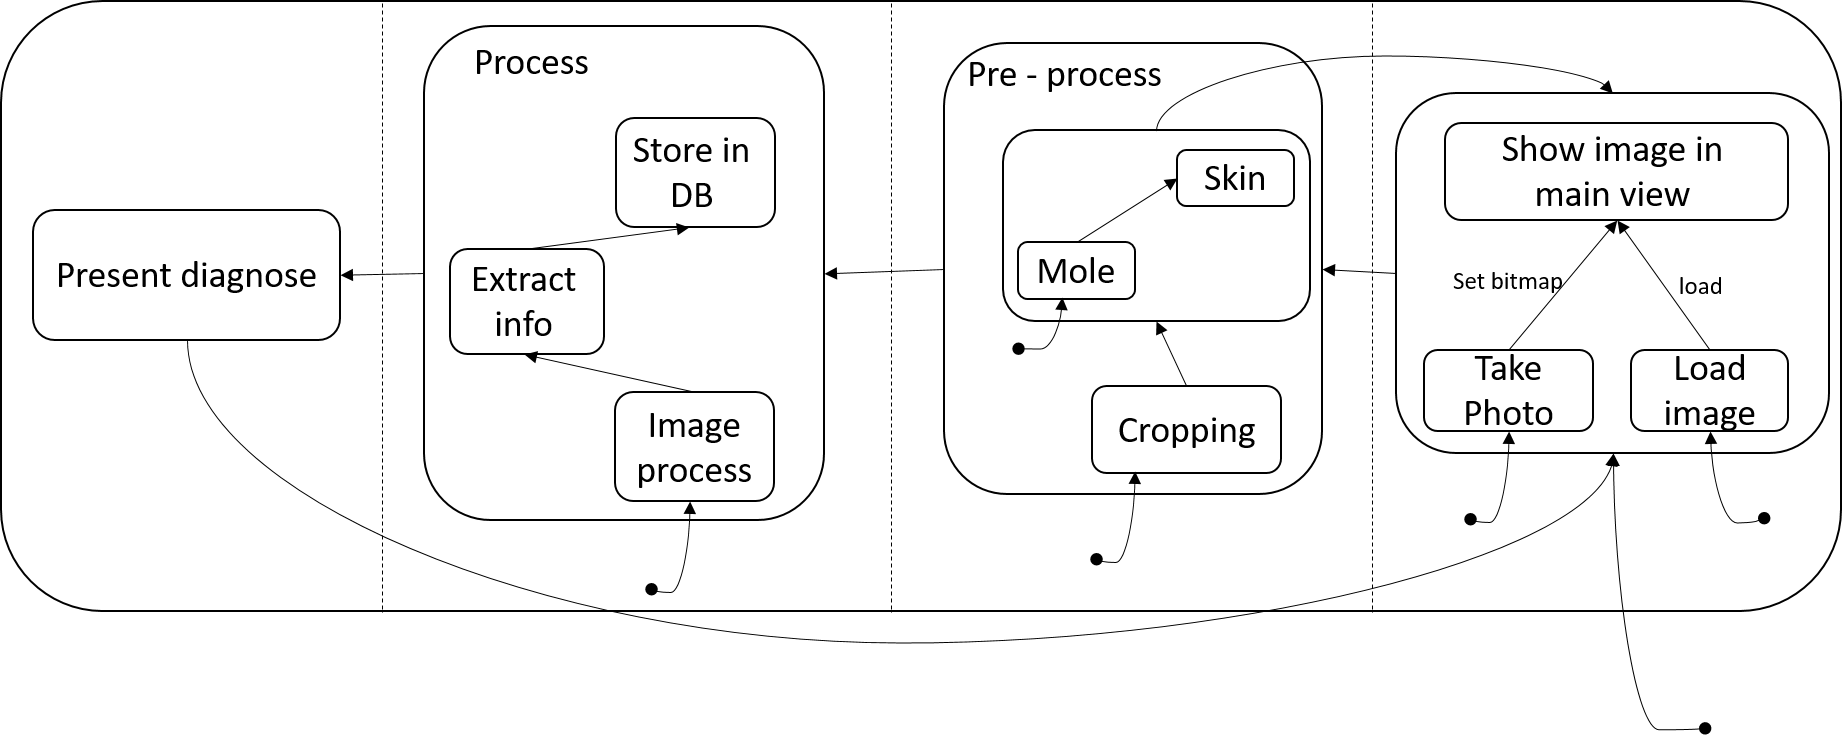 Process
Store in
DB
Extract
info
Image
process
Present diagnose
Pre - process
Skin
Mole
Cropping
Show image in
main view
Set bitmap
load
Take
Photo
Load
image